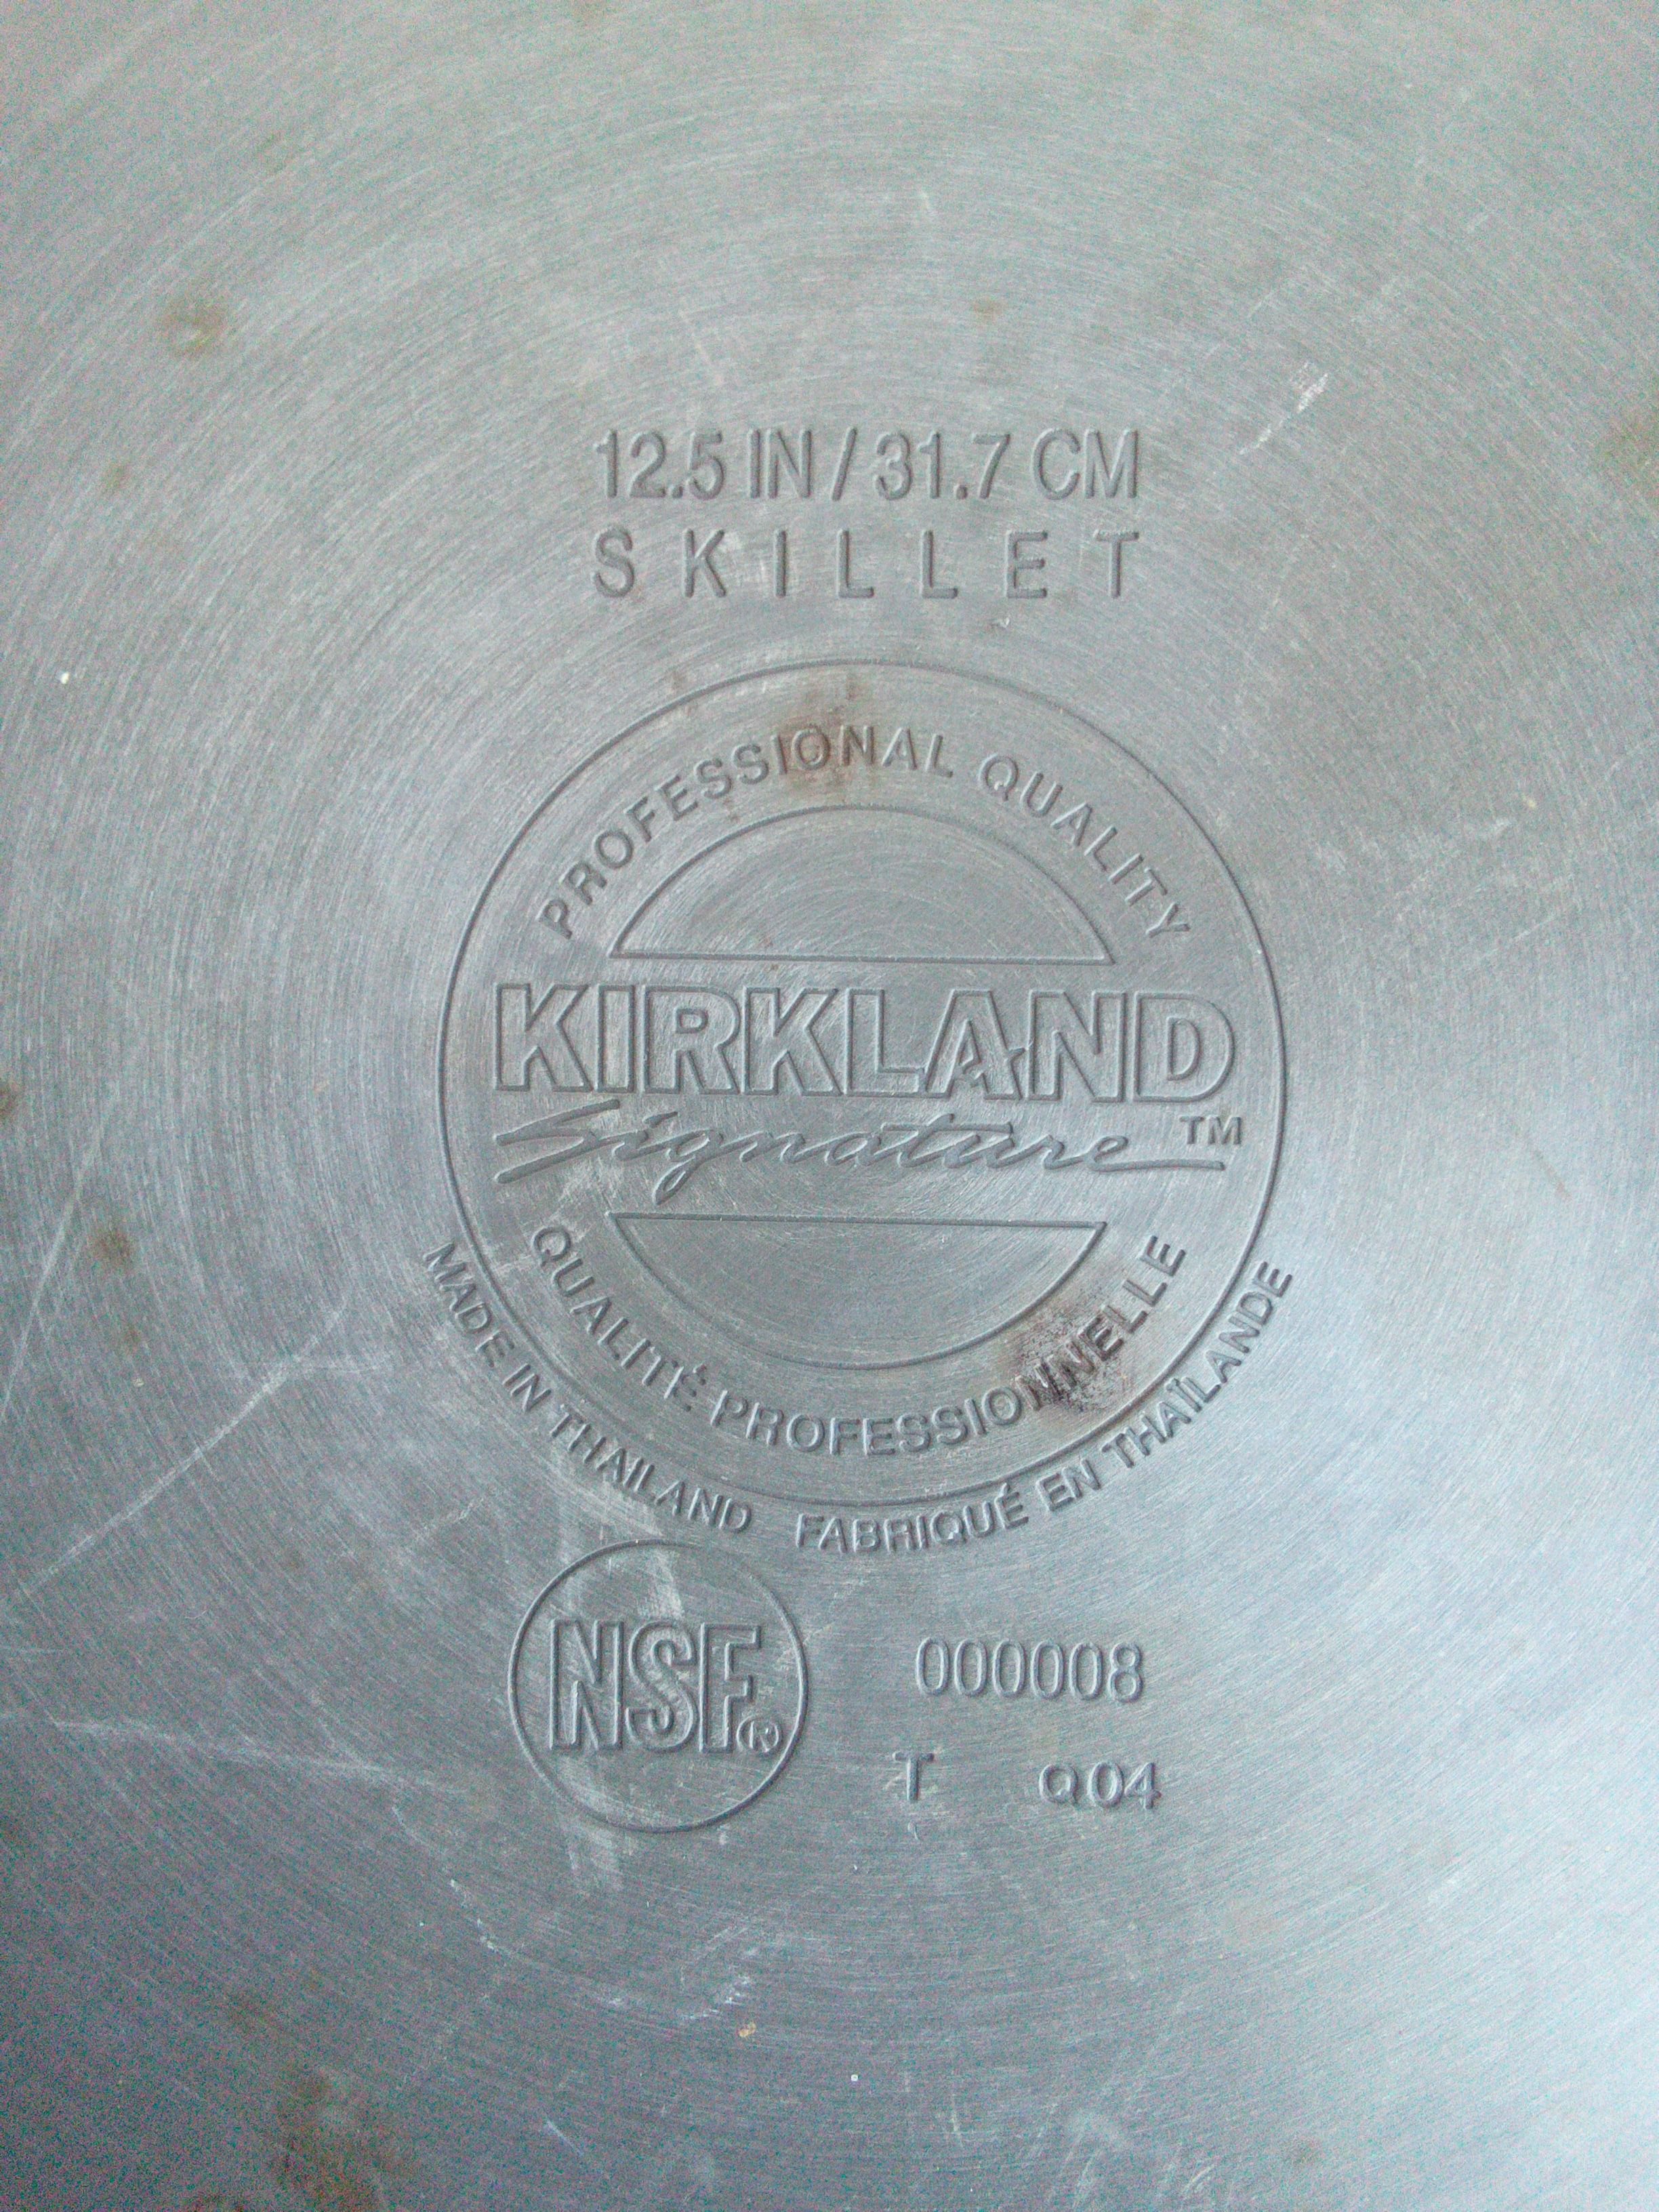 12.5 IN / 31.7 CM
SKILLET
PROFESSIONAL QUALITY
KIRKLAND
Signature™
QUALITÉ PROFESSIONNELLE
MADE IN THAILAND FABRIQUÉ EN THAÏLANDE
NSF®
000008
T Q04